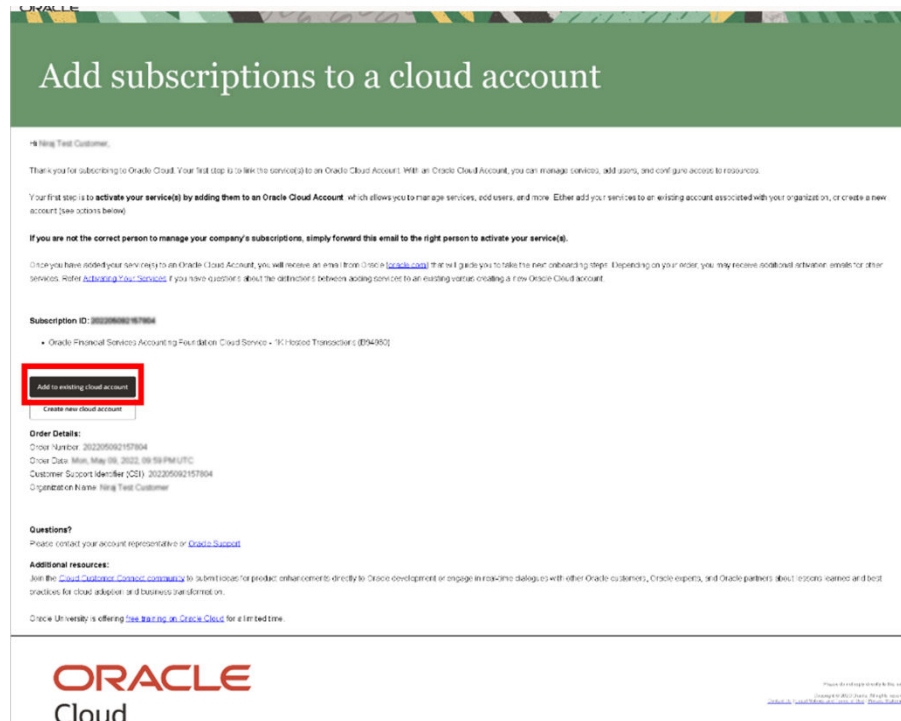 ORACLE
Add subscriptions to a cloud account
Hi Niraj Test Customer,
Thank you for subscribing to Oracle Cloud. Your first step is to link the service(s) to an Oracle Cloud Account. With an Oracle Cloud Account, you can manage services, add users, and configure access to resources.
Your first step is to activate your service(s) by adding them to an Oracle Cloud Account, which allows you to manage services, add users, and more. Either add your services to an existing account associated with your organization, or create a new
account (see options below)
If you are not the correct person to manage your company's subscriptions, simply forward this email to the right person to activate your service(s).
Once you have added your service(s) to an Oracle Cloud Account, you will receive an email from Oracle (oracle.com) that will guide you to take the next onboarding steps. Depending on your order, you may receive additional activation emails for other
services. Refer Activating Your Services if you have questions about the distinctions between adding services to an existing versus creating a new Oracle Cloud account.
Subscription ID: 202205092157804
• Oracle Financial Services Accounting Foundation Cloud Service - 1K Hosted Transactions (B94960)
Add to existing cloud account
Create new cloud account
Order Details:
Order Number: 202205092157804
Order Date: Mon, May 09, 2022, 09:59 PM UTC
Customer Support Identifier (CSI): 202205092157804
Organization Name: Niraj Test Customer
Questions?
Please contact your account representative or Oracle Support
Additional resources:
Join the Cloud Customer Connect community to submit ideas for product enhancements directly to Oracle development or engage in real-time dialogues with other Oracle customers, Oracle experts, and Oracle partners about lessons learned and best
practices for cloud adoption and business transformation.
Oracle University is offering free training on Oracle Cloud for a limited time.
ORACLE
Cloud